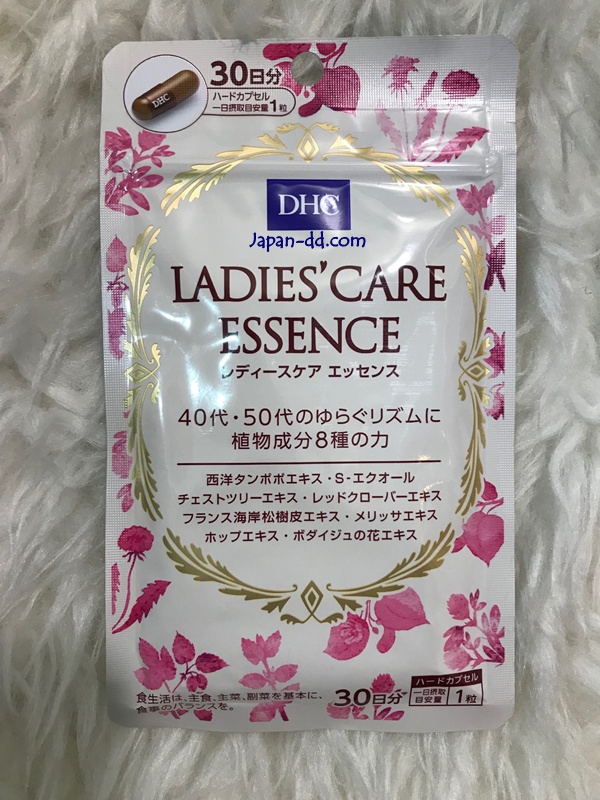 30日分
ハードカプセル
一日摂取目安量1粒
DHC
DHC
Japan-dd.com
LADIES'CARE
ESSENCE
レディースケア エッセンス
40代・50代のゆらぐリズムに
植物成分8種の力
西洋タンポポエキス・S-エクオール
チェストツリーエキス・レッドクローバーエキス
フランス海岸松樹皮エキス・メリッサエキス
ホップエキス・ボダイジュの花エキス
食生活は、主食、主菜、副菜を基本に、
食事のバランスを。
30日分
ハードカプセル
一日摂取
目安量
1粒